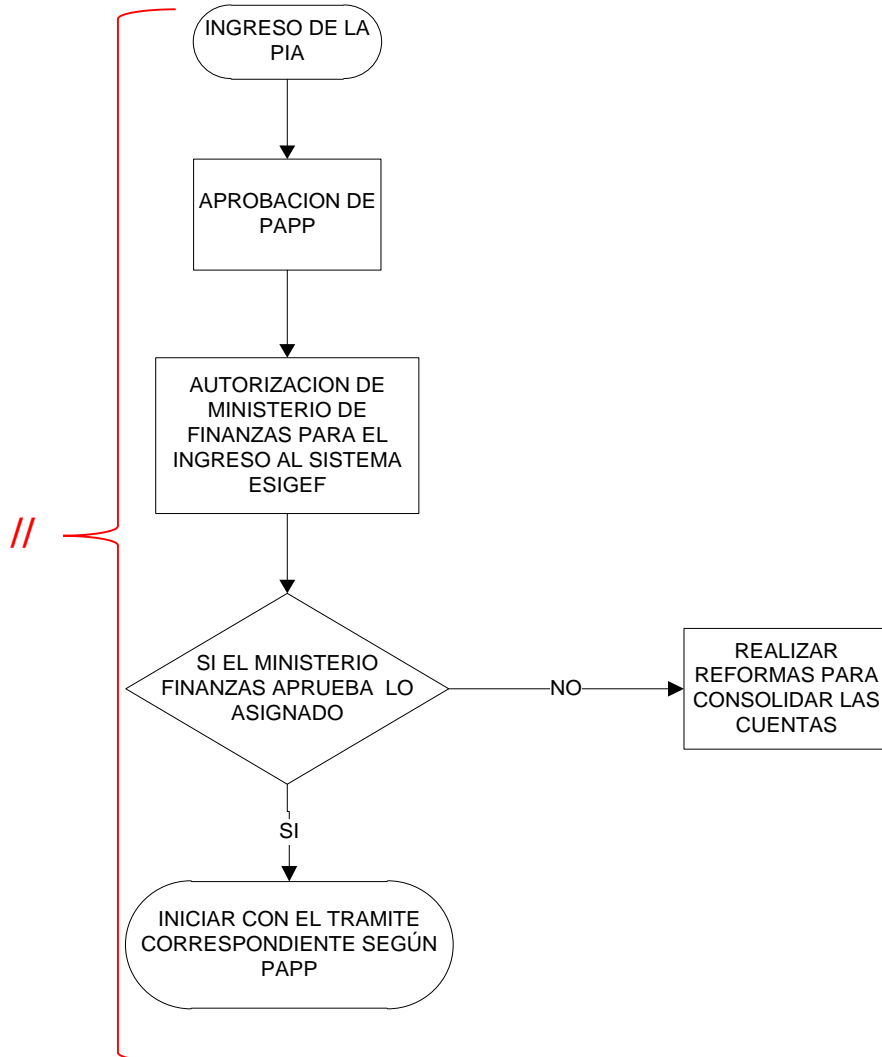 INGRESO DE LA
PIA
APROBACION DE
PAPP
AUTORIZACION DE
MINISTERIO DE
FINANZAS PARA EL
INGRESO AL SISTEMA
ESIGEF
//
SI EL MINISTERIO
FINANZAS APRUEBA LO
ASIGNADO
NO
REALIZAR
REFORMAS PARA
CONSOLIDAR LAS
CUENTAS
SI
INICIAR CON EL TRAMITE
CORRESPONDIENTE SEGÚN
PAPP